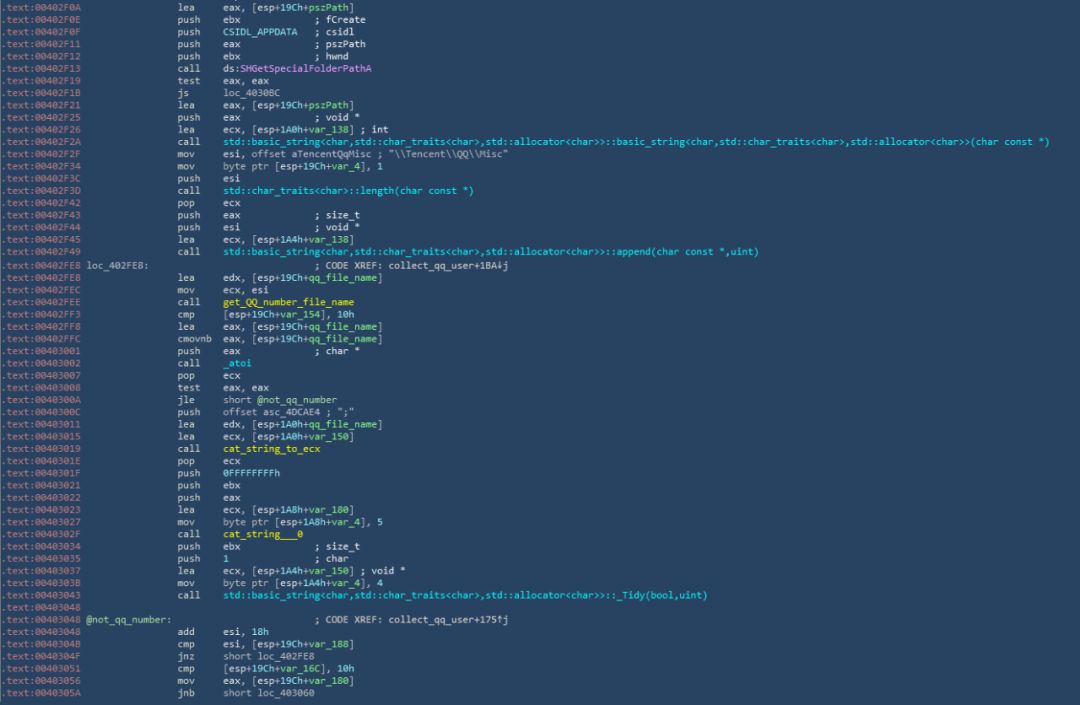 .text:00402F0A lea eax, [esp+19Ch+pszPath]
.text:00402F0E push ebx ; fCreate
.text:00402F0F push CSIDL_APPDATA ; csidl
.text:00402F11 push eax ; pszPath
.text:00402F12 push ebx ; hwnd
.text:00402F13 call ds:SHGetSpecialFolderPathA
.text:00402F19 test eax, eax
.text:00402F1B js loc_4030BC
.text:00402F21 lea eax, [esp+19Ch+pszPath]
.text:00402F25 push eax ; void *
.text:00402F26 lea ecx, [esp+1A0h+var_138] ; int
.text:00402F2A call std::basic_string<char,std::char_traits<char>,std::allocator<char>>::basic_string<char,std::char_traits<char>,std::allocator<char>>(char const *)
.text:00402F2F mov esi, offset aTencentQqMisc ; "\\Tencent\\QQ\\Misc"
.text:00402F34 mov byte ptr [esp+19Ch+var_4], 1
.text:00402F3C push esi
.text:00402F3D call std::char_traits<char>::length(char const *)
.text:00402F42 pop ecx
.text:00402F43 push eax ; size_t
.text:00402F44 push esi ; void *
.text:00402F45 lea ecx, [esp+1A4h+var_138]
.text:00402F49 call std::basic_string<char,std::char_traits<char>,std::allocator<char>>::append(char const *,uint)
.text:00402FE8 loc_402FE8: ; CODE XREF: collect_qq_user+1BA↓j
.text:00402FE8 lea edx, [esp+19Ch+qq_file_name]
.text:00402FEC mov ecx, esi
.text:00402FEE call get_QQ_number_file_name
.text:00402FF3 cmp [esp+19Ch+var_154], 10h
.text:00402FF8 lea eax, [esp+19Ch+qq_file_name]
.text:00402FFC cmovnb eax, [esp+19Ch+qq_file_name]
.text:00403001 push eax ; char *
.text:00403002 call _atoi
.text:00403007 pop ecx
.text:00403008 test eax, eax
.text:0040300A jle short @not_qq_number
.text:0040300C push offset asc_4DCAE4 ; ";"
.text:00403011 lea edx, [esp+1A0h+qq_file_name]
.text:00403015 lea ecx, [esp+1A0h+var_150]
.text:00403019 call cat_string_to_ecx
.text:0040301E pop ecx
.text:0040301F push 0FFFFFFFFh
.text:00403021 push ebx
.text:00403022 push eax
.text:00403023 lea ecx, [esp+1A8h+var_180]
.text:00403027 mov byte ptr [esp+1A8h+var_4], 5
.text:0040302F call cat_string___0
.text:00403034 push ebx ; size_t
.text:00403035 push 1 ; char
.text:00403037 lea ecx, [esp+1A4h+var_150] ; void *
.text:0040303B mov byte ptr [esp+1A4h+var_4], 4
.text:00403043 call std::basic_string<char,std::char_traits<char>,std::allocator<char>>::_Tidy(bool,uint)
.text:00403048
.text:00403048 @not_qq_number: ; CODE XREF: collect_qq_user+175↑j
.text:00403048 add esi, 18h
.text:0040304B cmp esi, [esp+19Ch+var_188]
.text:0040304F jnz short loc_402FE8
.text:00403051 cmp [esp+19Ch+var_16C], 10h
.text:00403056 mov eax, [esp+19Ch+var_180]
.text:0040305A jnb short loc_403060